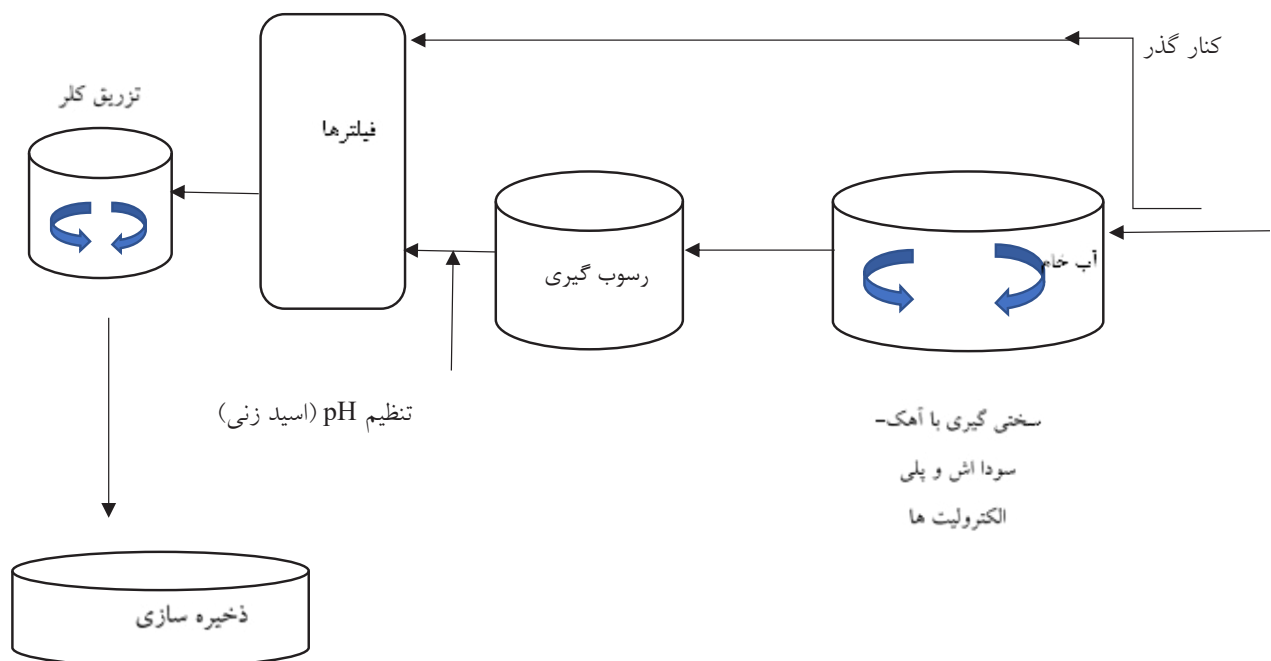 کنار گذر
تزریق کلر
فیلترها
آب خام
رسوب گیری
تنظیم pH (اسید زنی)
سختی گیری با آهک-
سودا اش و پلی
الکترولیت ها
ذخیره سازی